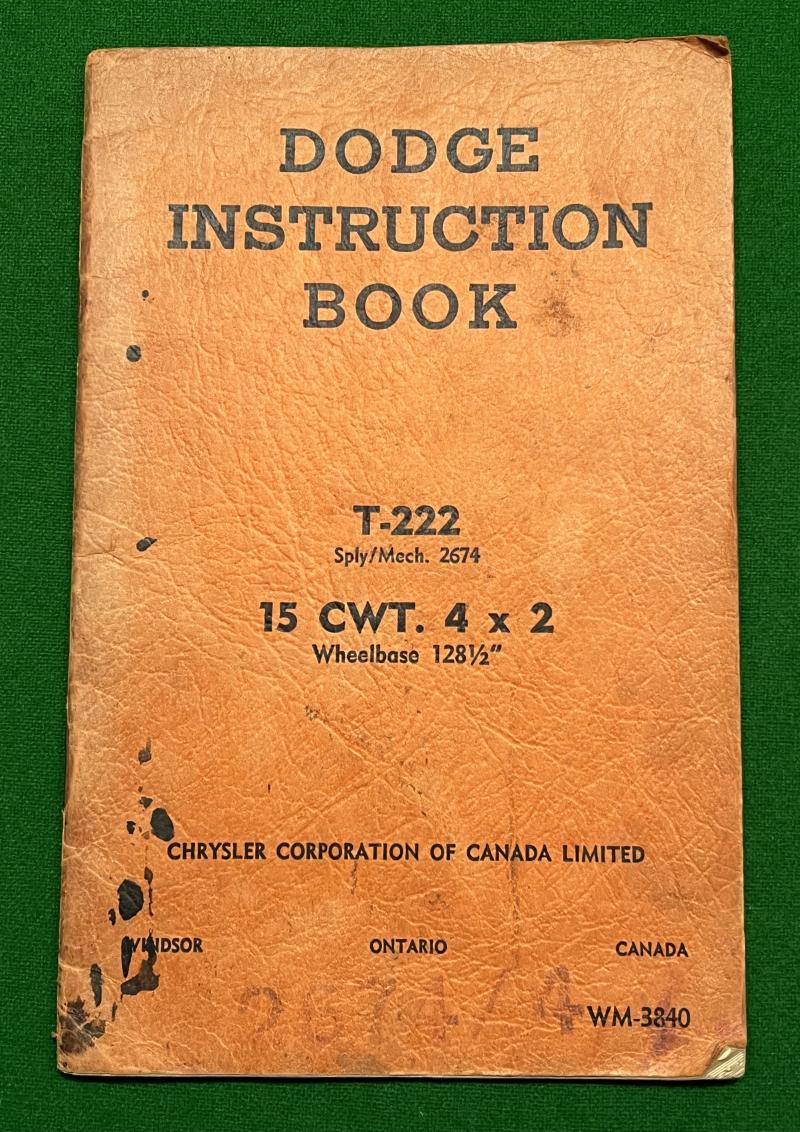 DODGE
INSTRUCTION
BOOK
T-222
Sply/Mech. 2674
15 CWT. 4 x 2
Wheelbase 128½"
CHRYSLER CORPORATION OF CANADA LIMITED
WINDSOR ONTARIO CANADA
WM-3840